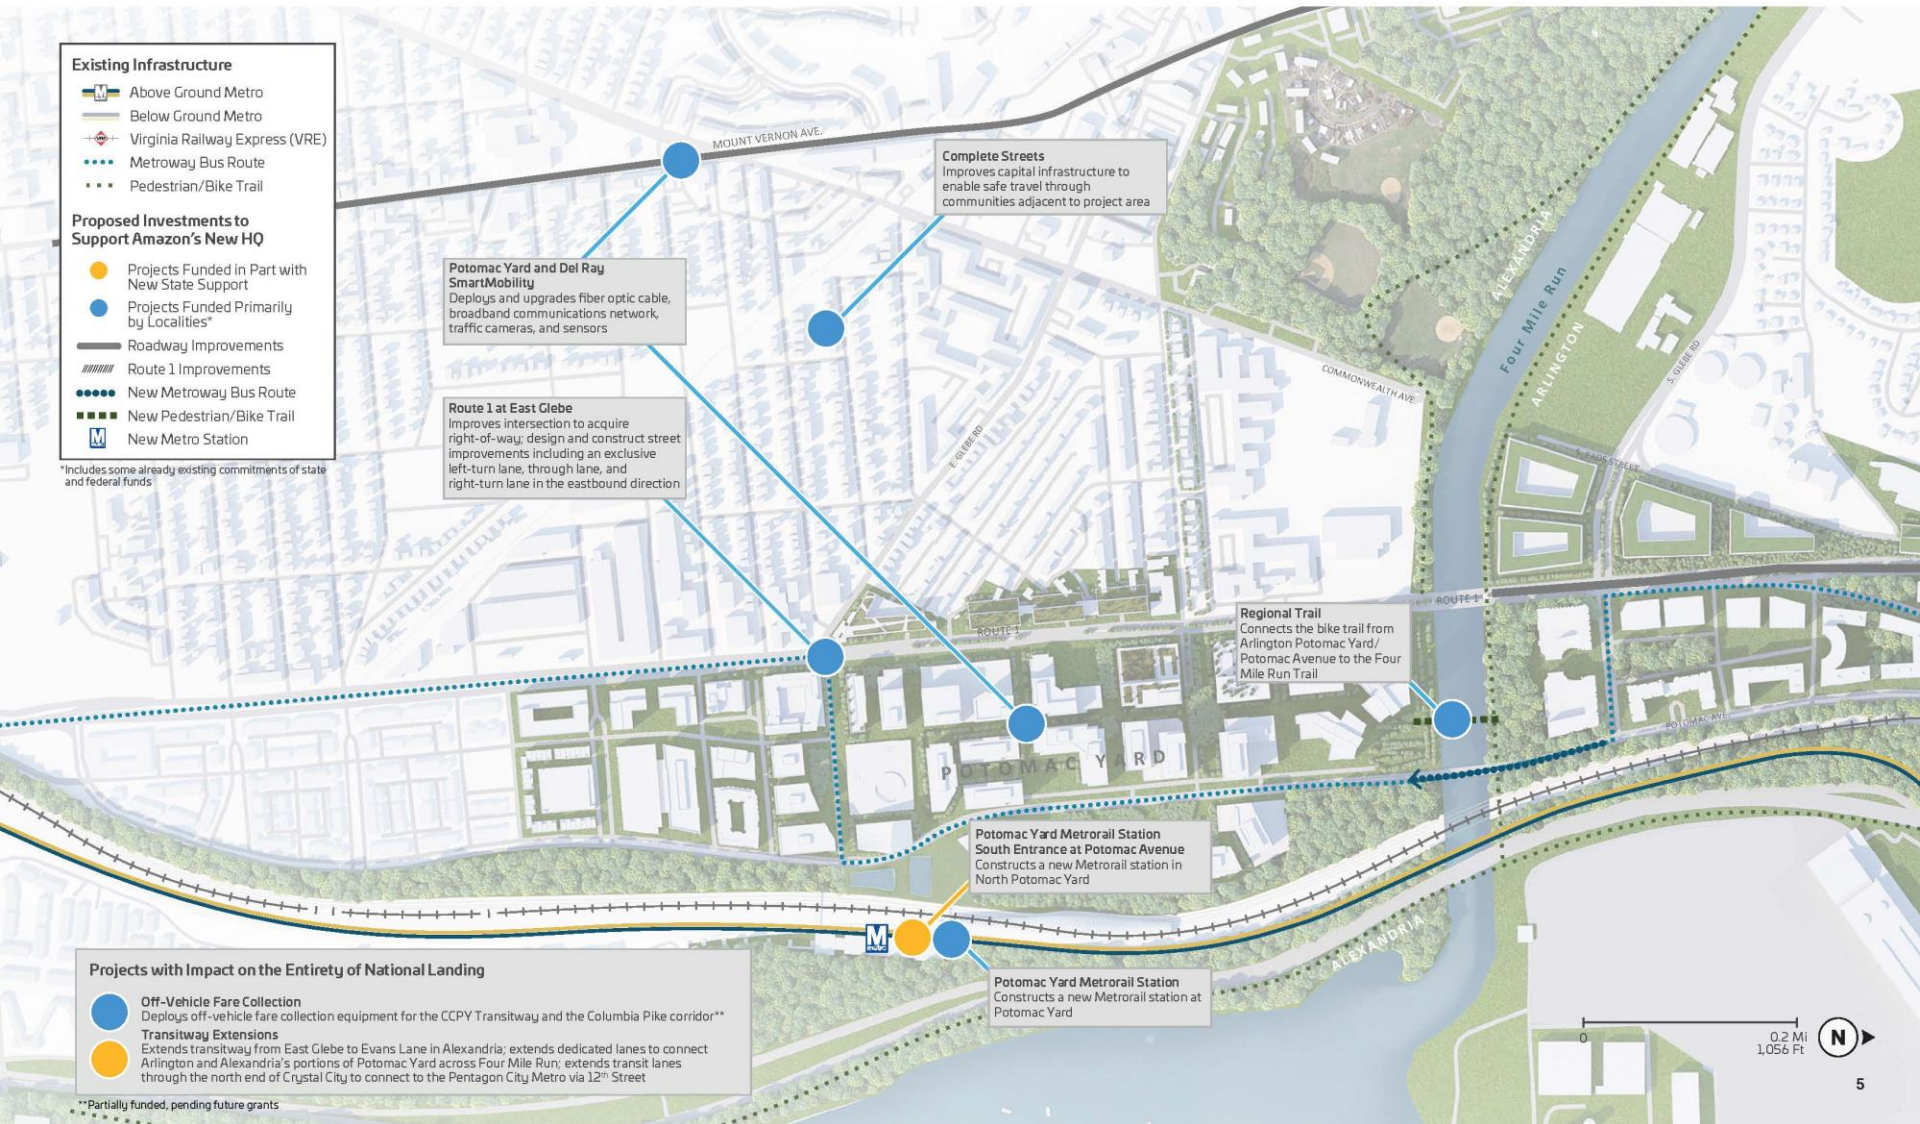 Existing Infrastructure
M
Above Ground Metro
Below Ground Metro
Virginia Railway Express (VRE)
Metroway Bus Route
Pedestrian/Bike Trail
Proposed Investments to
Support Amazon's New HQ
Projects Funded in Part with
New State Support
Projects Funded Primarily
by Localities*
Roadway Improvements
Route 1 Improvements
New Metroway Bus Route
New Pedestrian/Bike Trail
M
New Metro Station
*Includes some already existing commitments of state
and federal funds
MOUNT VERNON AVE.
Complete Streets
Improves capital infrastructure to
enable safe travel through
communities adjacent to project area
Potomac Yard and Del Ray
SmartMobility
Deploys and upgrades fiber optic cable,
broadband communications network,
traffic cameras, and sensors
Route 1 at East Glebe
Improves intersection to acquire
right-of-way; design and construct street
improvements including an exclusive
left-turn lane, through lane, and
right-turn lane in the eastbound direction
ALEXANDRIA
Four Mile Run
ARLINGTON
S. GLEBE RD
COMMONWEALTH AVE
E. GLEBE RD
S. EADS STREET
ROUTE 1
ROUTE 1
Regional Trail
Connects the bike trail from
Arlington Potomac Yard/
Potomac Avenue to the Four
Mile Run Trail
POTOMAC AVE
POTOMAC YARD
Potomac Yard Metrorail Station
South Entrance at Potomac Avenue
Constructs a new Metrorail station in
North Potomac Yard
M
metro
ALEXANDRIA
Potomac Yard Metrorail Station
Constructs a new Metrorail station at
Potomac Yard
Projects with Impact on the Entirety of National Landing
Off-Vehicle Fare Collection
Deploys off-vehicle fare collection equipment for the CCPY Transitway and the Columbia Pike corridor**
Transitway Extensions
Extends transitway from East Glebe to Evans Lane in Alexandria; extends dedicated lanes to connect
Arlington and Alexandria's portions of Potomac Yard across Four Mile Run; extends transit lanes
through the north end of Crystal City to connect to the Pentagon City Metro via 12th Street
**Partially funded, pending future grants
0
0.2 Mi
1,056 Ft
N
5